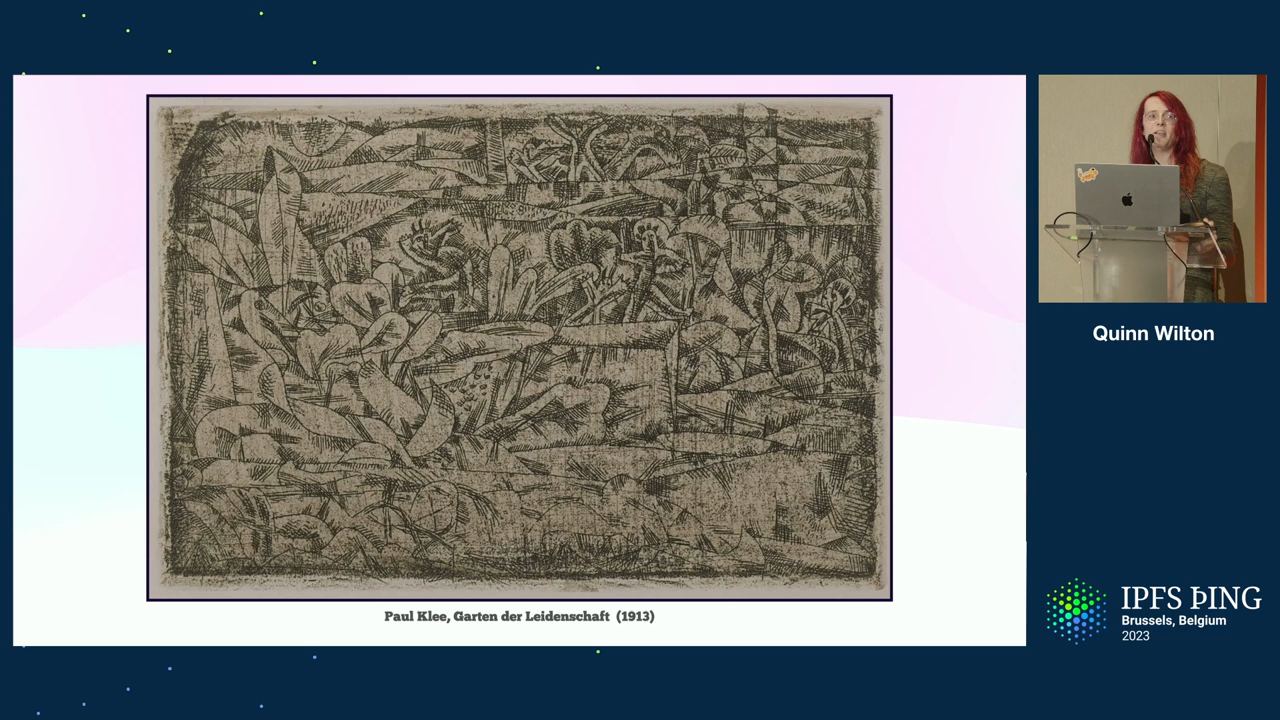 Paul Klee, Garten der Leidenschaft (1913)
Quinn Wilton
IPFS ÞING
Brussels, Belgium
2023